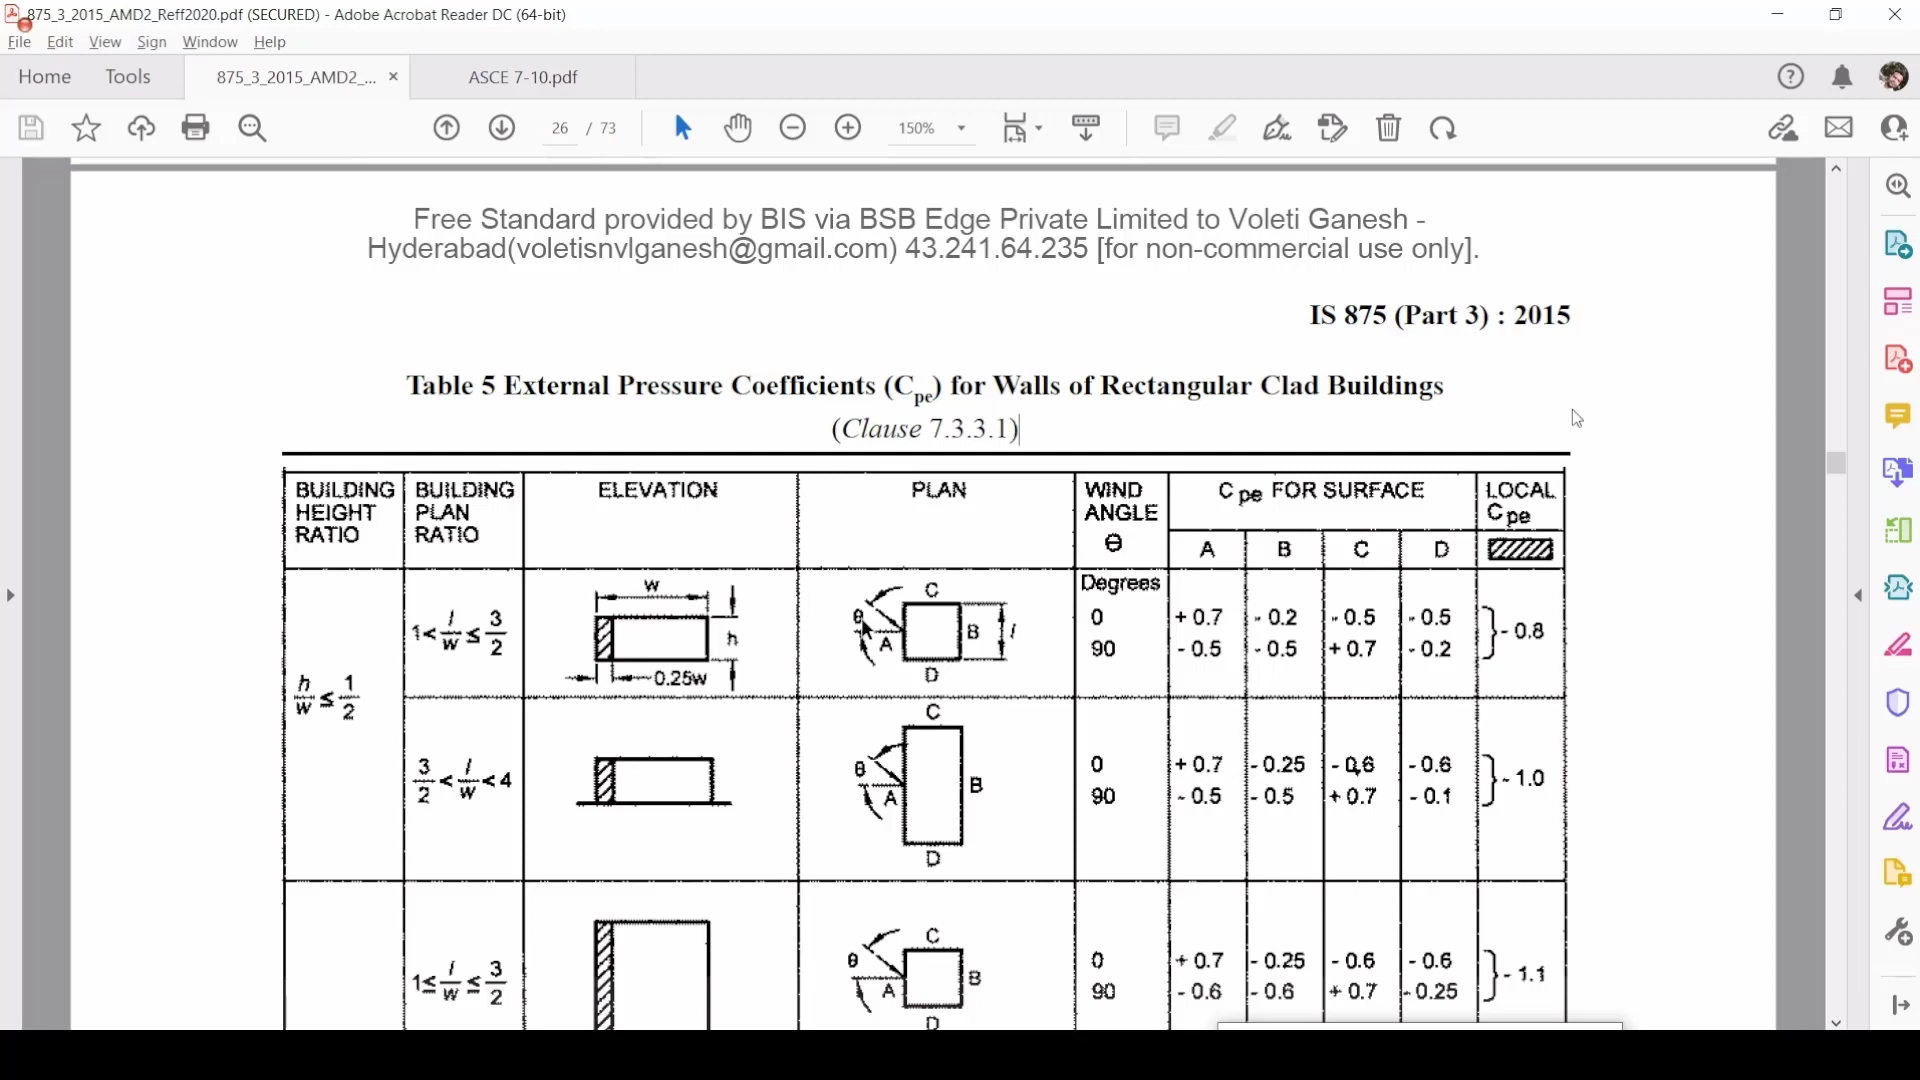 875_3_2015_AMD2_Reff2020.pdf (SECURED) - Adobe Acrobat Reader DC (64-bit)
File Edit View Sign Window Help
Home Tools 875_3_2015_AMD2_... × ASCE 7-10.pdf
26 / 73 150%
Free Standard provided by BIS via BSB Edge Private Limited to Voleti Ganesh -
Hyderabad(voletisnvlganesh@gmail.com) 43.241.64.235 [for non-commercial use only].
IS 875 (Part 3) : 2015
Table 5 External Pressure Coefficients (Cpe) for Walls of Rectangular Clad Buildings
(Clause 7.3.3.1)
BUILDING HEIGHT RATIO BUILDING PLAN RATIO ELEVATION PLAN WIND ANGLE θ Cpe FOR SURFACE LOCAL Cpe
A B C D
Degrees
h/w ≤ 1/2
1 < l/w ≤ 3/2 w h 0.25w θ A B C D l
0 + 0.7 - 0.2 - 0.5 - 0.5 - 0.8
90 - 0.5 - 0.5 + 0.7 - 0.2
3/2 < l/w < 4 θ A B C D
0 + 0.7 - 0.25 - 0.6 - 0.6 - 1.0
90 - 0.5 - 0.5 + 0.7 - 0.1
1 ≤ l/w ≤ 3/2 θ A B C D
0 + 0.7 - 0.25 - 0.6 - 0.6 - 1.1
90 - 0.6 - 0.6 + 0.7 - 0.25